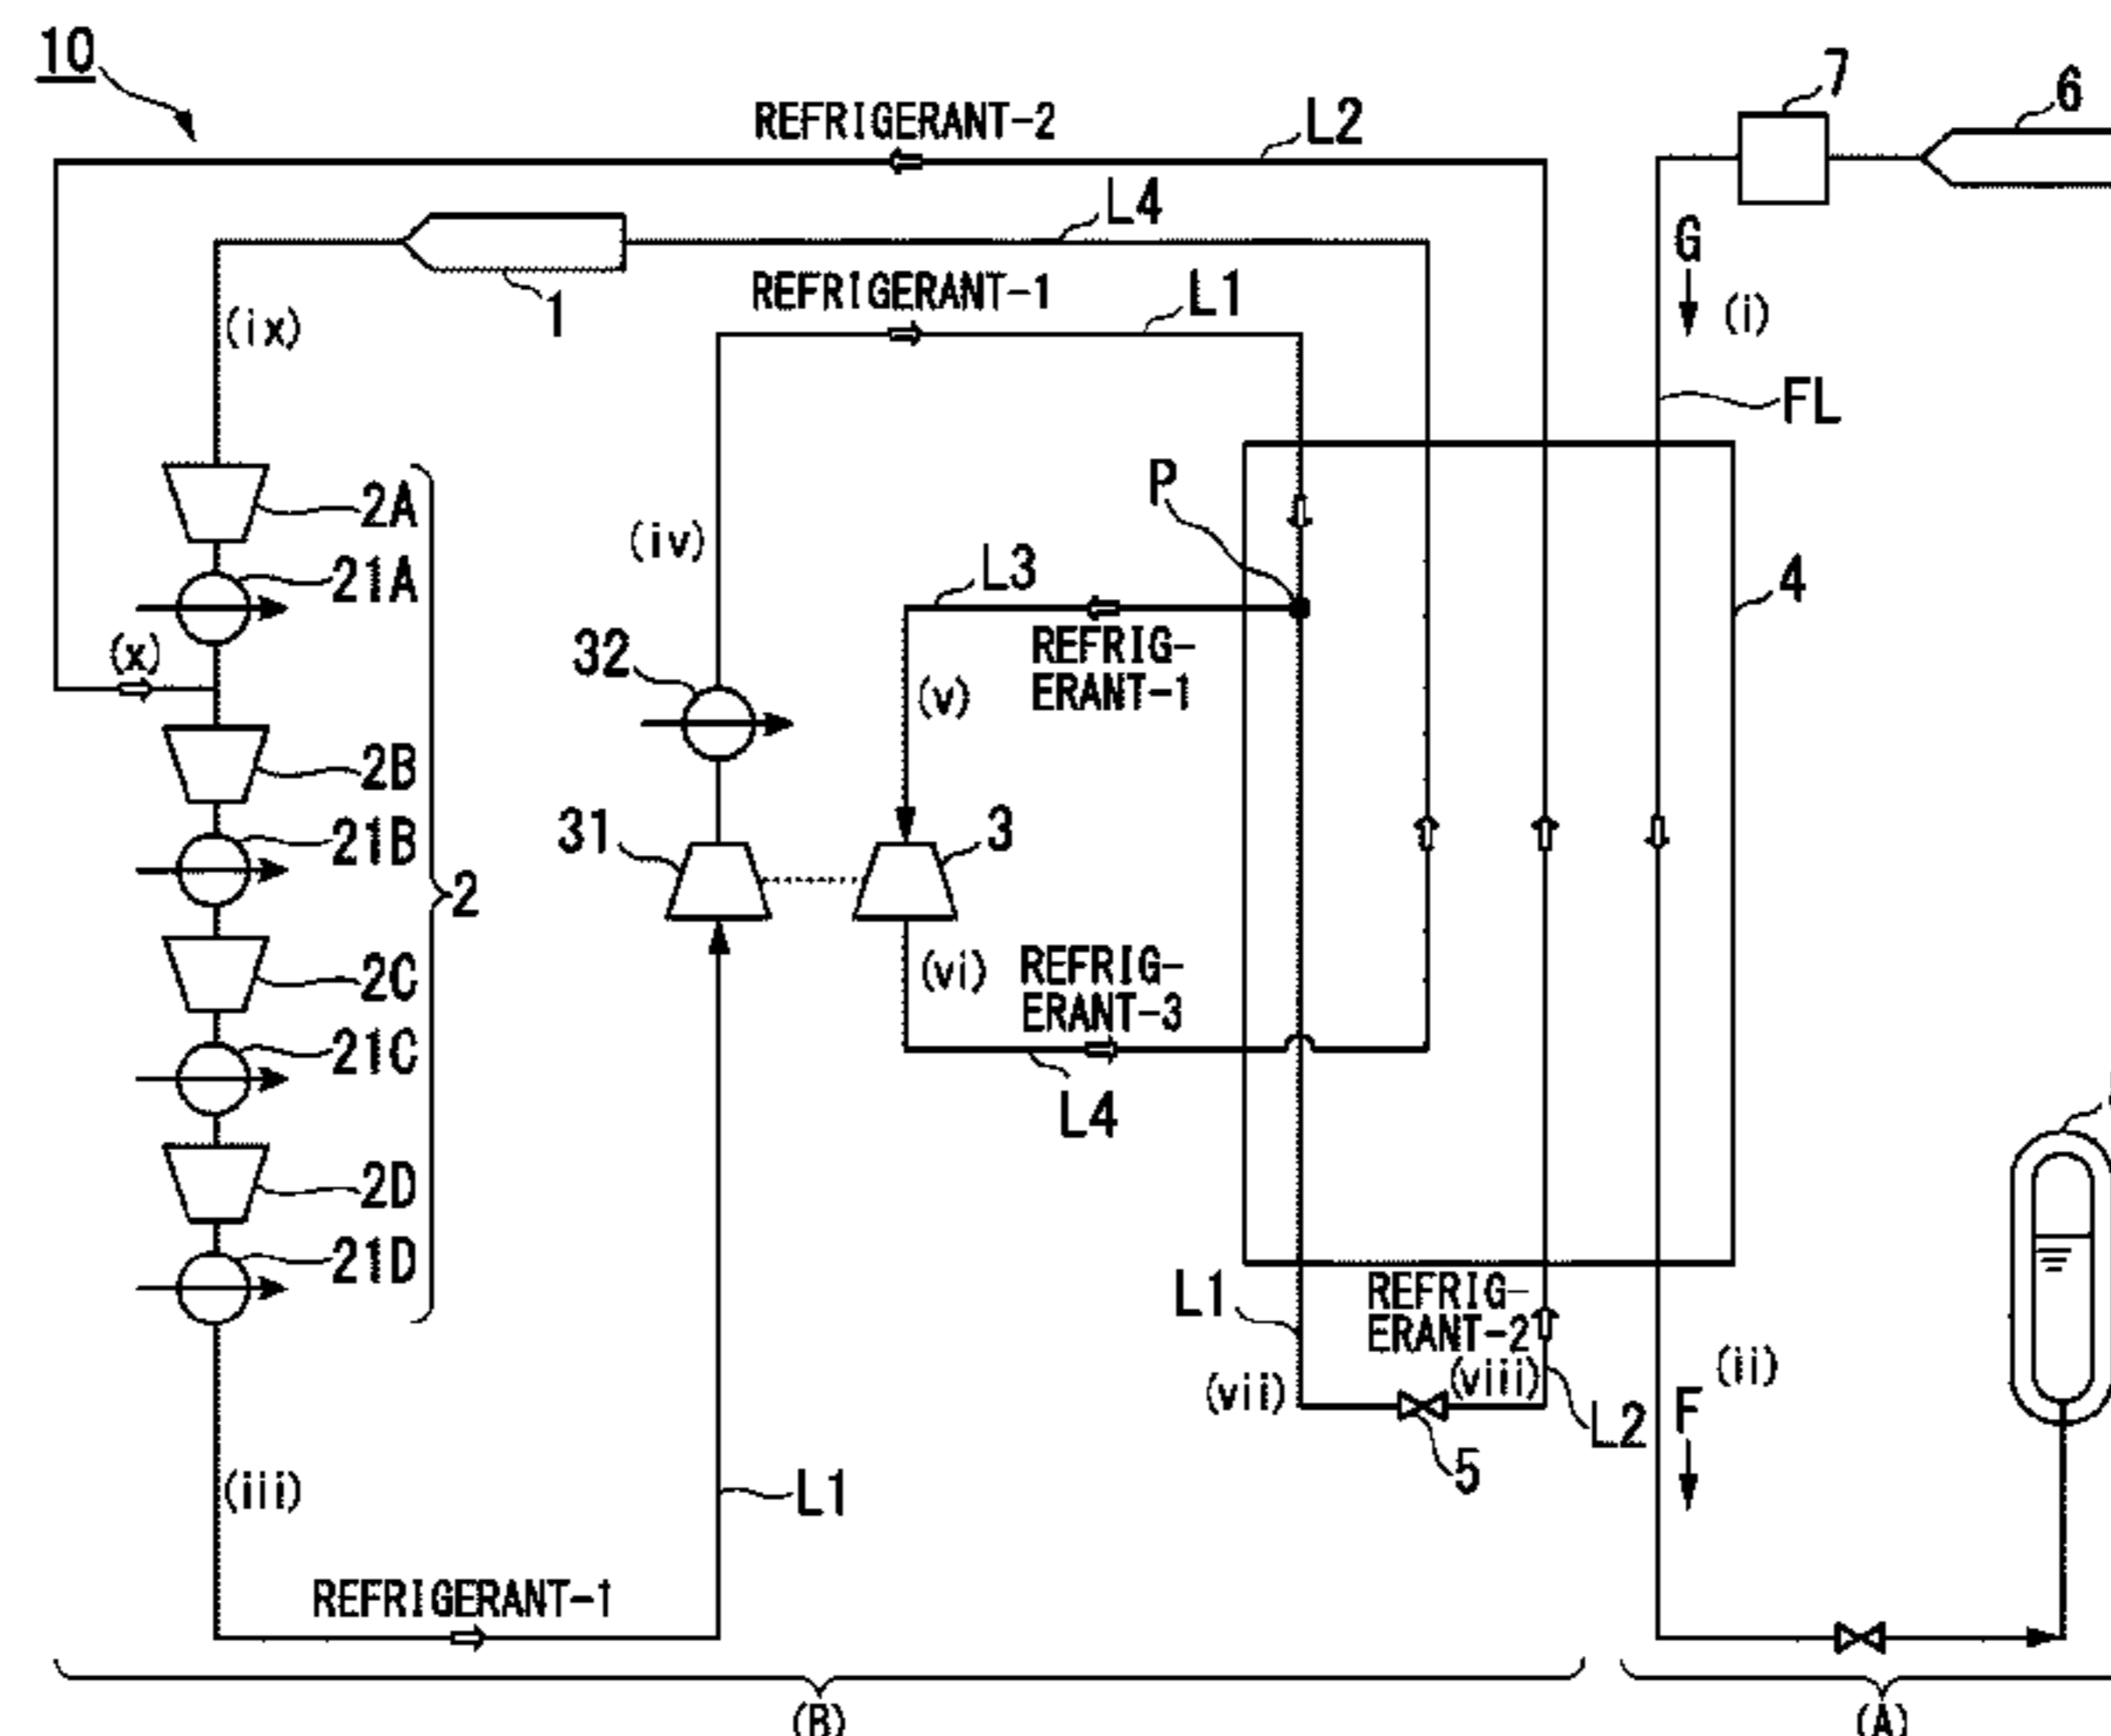 10
7
6
REFRIGERANT-2
L2
L4
G
(i)
1
REFRIGERANT-1
L1
(ix)
FL
2A
P
(iv)
L3
21A
4
32
REFRIG-
ERANT-1
(x)
(v)
2B
31
3
21B
2
2C
(vi)
REFRIG-
ERANT-3
21C
L4
2D
21D
L1
REFRIG-
ERANT-2
(vii)
(viii)
(ii)
F
L2
5
(iii)
L1
REFRIGERANT-1
(B)
(A)